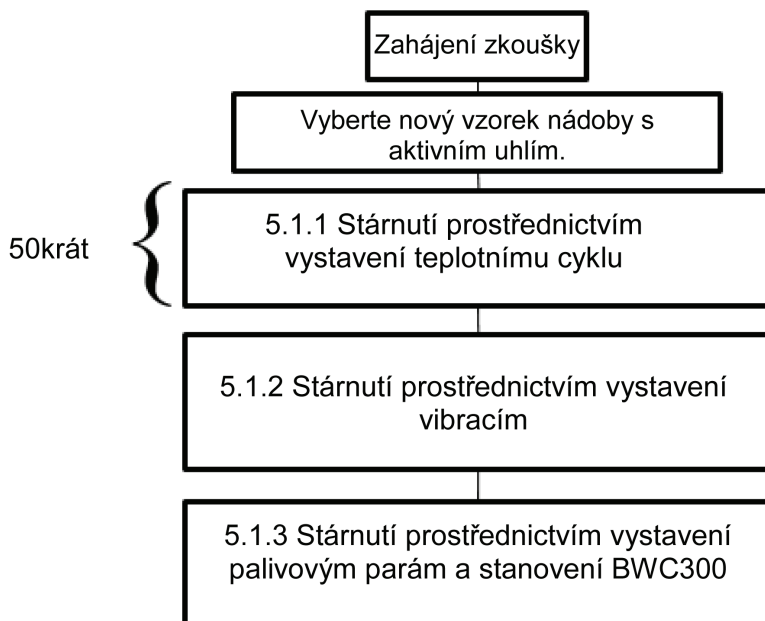 Zahájení zkoušky
Vyberte nový vzorek nádoby s
aktivním uhlím.
50krát
5.1.1 Stárnutí prostřednictvím
vystavení teplotnímu cyklu
5.1.2 Stárnutí prostřednictvím vystavení
vibracím
5.1.3 Stárnutí prostřednictvím vystavení
palivovým parám a stanovení BWC300